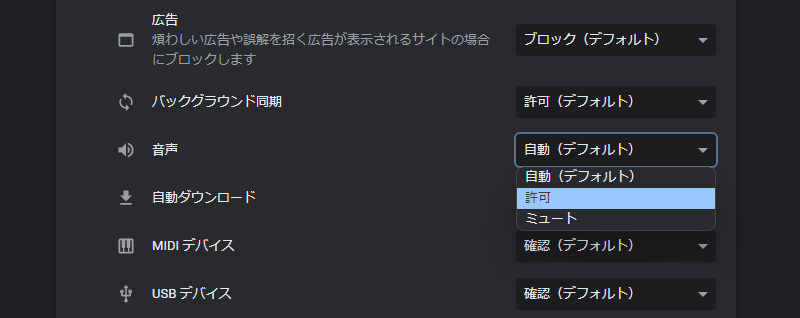 広告
煩わしい広告や誤解を招く広告が表示されるサイトの場合
にブロックします
ブロック（デフォルト）
バックグラウンド同期
許可（デフォルト）
音声
自動（デフォルト）
自動（デフォルト）
許可
ミュート
自動ダウンロード
MIDI デバイス
確認（デフォルト）
USB デバイス
確認（デフォルト）